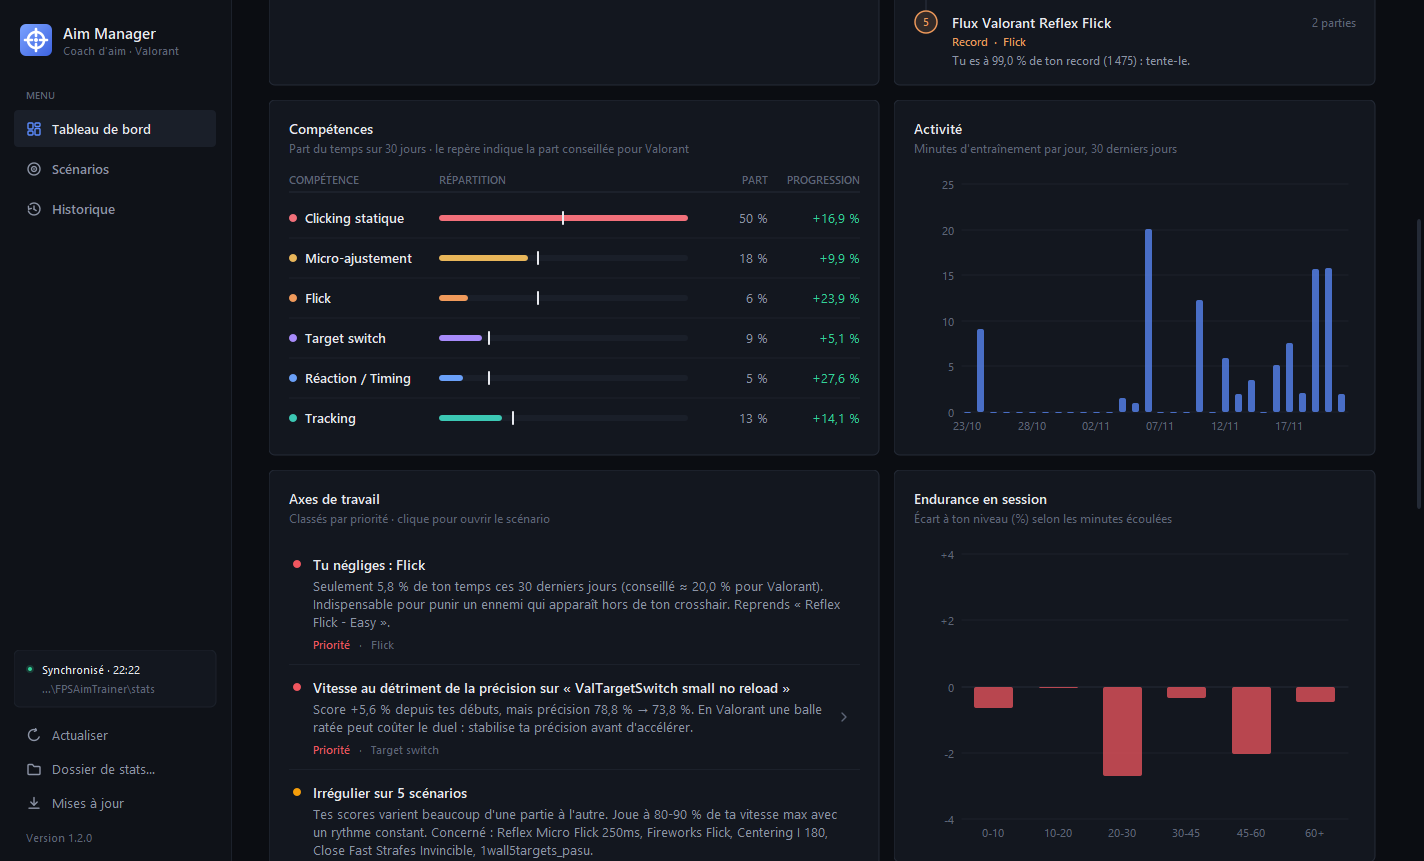 Aim Manager
Coach d'aim · Valorant
MENU
Tableau de bord
Scénarios
Historique
Synchronisé · 22:22
...\FPSAimTrainer\stats
Actualiser
Dossier de stats...
Mises à jour
Version 1.2.0
5
Flux Valorant Reflex Flick
2 parties
Record · Flick
Tu es à 99,0 % de ton record (1475) : tente-le.
Compétences
Part du temps sur 30 jours · le repère indique la part conseillée pour Valorant
COMPÉTENCE RÉPARTITION PART PROGRESSION
Clicking statique 50 % +16,9 %
Micro-ajustement 18 % +9,9 %
Flick 6 % +23,9 %
Target switch 9 % +5,1 %
Réaction / Timing 5 % +27,6 %
Tracking 13 % +14,1 %
Activité
Minutes d'entraînement par jour, 30 derniers jours
25
20
15
10
5
0
23/10 28/10 02/11 07/11 12/11 17/11
Axes de travail
Classés par priorité · clique pour ouvrir le scénario
Tu négliges : Flick
Seulement 5,8 % de ton temps ces 30 derniers jours (conseillé ≈ 20,0 % pour Valorant).
Indispensable pour punir un ennemi qui apparaît hors de ton crosshair. Reprends « Reflex
Flick - Easy ».
Priorité · Flick
Vitesse au détriment de la précision sur « ValTargetSwitch small no reload »
Score +5,6 % depuis tes débuts, mais précision 78,8 % → 73,8 %. En Valorant une balle
ratée peut coûter le duel : stabilise ta précision avant d'accélérer.
Priorité · Target switch
Irrégulier sur 5 scénarios
Tes scores varient beaucoup d'une partie à l'autre. Joue à 80-90 % de ta vitesse max avec
un rythme constant. Concerné : Reflex Micro Flick 250ms, Fireworks Flick, Centering I 180,
Close Fast Strafes Invincible, 1wall5targets_pasu.
Endurance en session
Écart à ton niveau (%) selon les minutes écoulées
+4
+2
0
-2
-4
0-10 10-20 20-30 30-45 45-60 60+